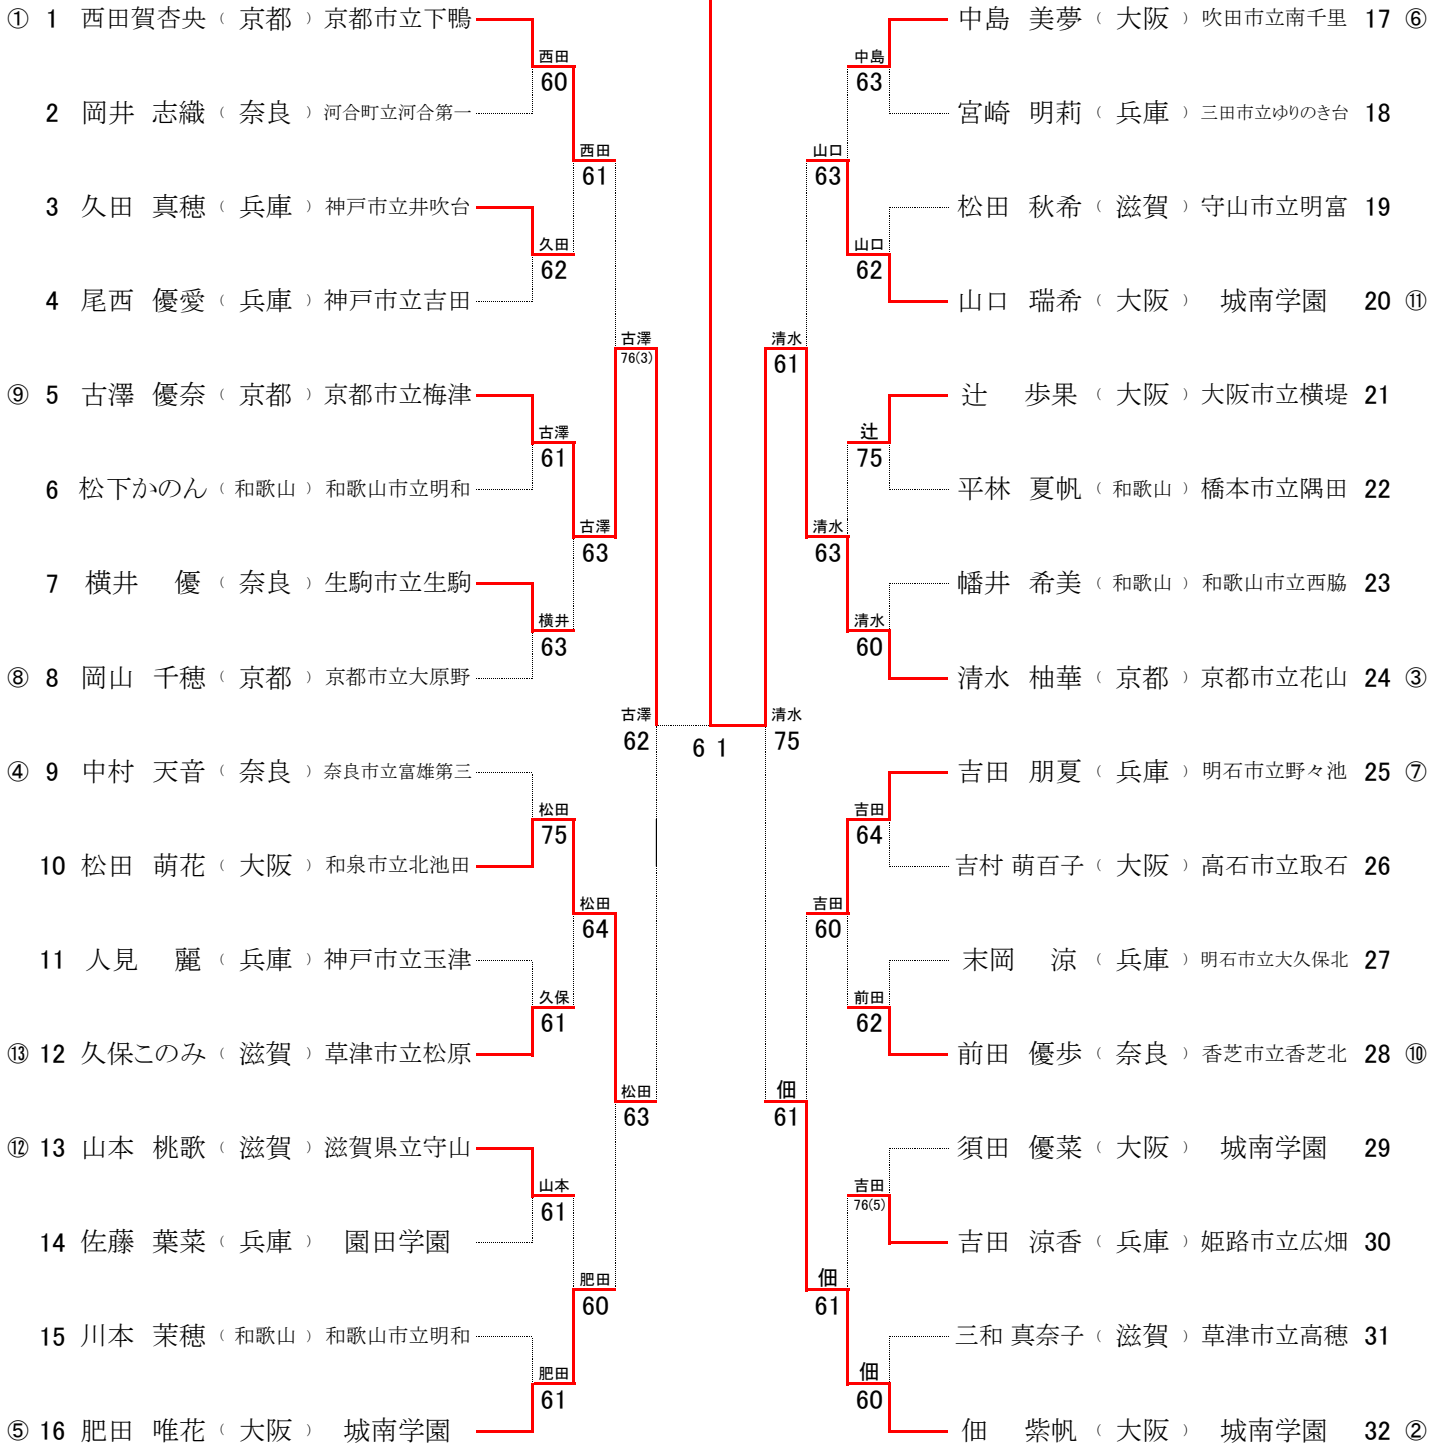 ① 1 西田賀杏央（ 京都 ）京都市立下鴨
西田
60
2 岡井 志織（ 奈良 ）河合町立河合第一
西田
61
3 久田 真穂（ 兵庫 ）神戸市立井吹台
久田
62
4 尾西 優愛（ 兵庫 ）神戸市立吉田
古澤
76(3)
⑨ 5 古澤 優奈（ 京都 ）京都市立梅津
古澤
61
6 松下かのん（ 和歌山 ）和歌山市立明和
古澤
63
7 横井 優（ 奈良 ）生駒市立生駒
横井
63
⑧ 8 岡山 千穂（ 京都 ）京都市立大原野
古澤
62
④ 9 中村 天音（ 奈良 ）奈良市立富雄第三
松田
75
10 松田 萌花（ 大阪 ）和泉市立北池田
松田
64
11 人見 麗（ 兵庫 ）神戸市立玉津
久保
61
⑬ 12 久保このみ（ 滋賀 ）草津市立松原
松田
63
⑫ 13 山本 桃歌（ 滋賀 ）滋賀県立守山
山本
61
14 佐藤 葉菜（ 兵庫 ） 園田学園
肥田
60
15 川本 茉穂（ 和歌山 ）和歌山市立明和
肥田
61
⑤ 16 肥田 唯花（ 大阪 ） 城南学園
6 1
中島 美夢（ 大阪 ）吹田市立南千里 17 ⑥
中島
63
宮崎 明莉（ 兵庫 ）三田市立ゆりのき台 18
山口
63
松田 秋希（ 滋賀 ）守山市立明富 19
山口
62
山口 瑞希（ 大阪 ） 城南学園 20 ⑪
清水
61
辻 歩果（ 大阪 ）大阪市立横堤 21
辻
75
平林 夏帆（ 和歌山 ）橋本市立隅田 22
清水
63
幡井 希美（ 和歌山 ）和歌山市立西脇 23
清水
60
清水 柚華（ 京都 ）京都市立花山 24 ③
清水
75
吉田 朋夏（ 兵庫 ）明石市立野々池 25 ⑦
吉田
64
吉村 萌百子（ 大阪 ）高石市立取石 26
吉田
60
末岡 涼（ 兵庫 ）明石市立大久保北 27
前田
62
前田 優歩（ 奈良 ）香芝市立香芝北 28 ⑩
佃
61
須田 優菜（ 大阪 ） 城南学園 29
吉田
76(5)
吉田 涼香（ 兵庫 ）姫路市立広畑 30
佃
61
三和 真奈子（ 滋賀 ）草津市立高穂 31
佃
60
佃 紫帆（ 大阪 ） 城南学園 32 ②